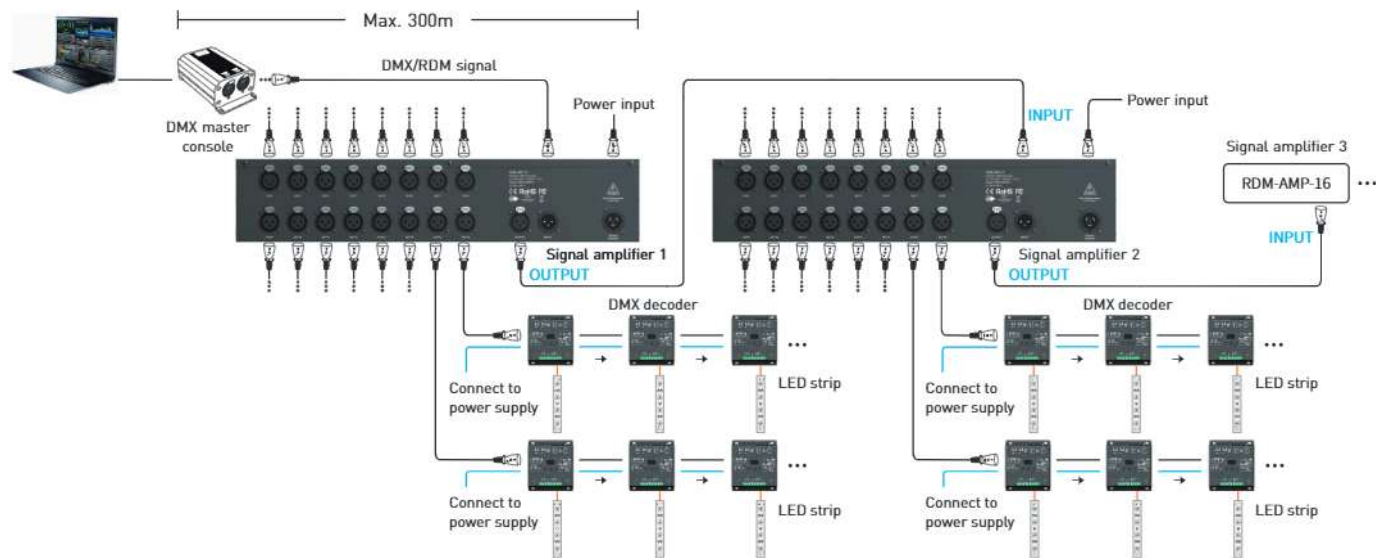 Max. 300m
DMX/RDM signal
DMX master
console
Power input
INPUT
Power input
Signal amplifier 3
RDM-AMP-16
INPUT
Signal amplifier 1
OUTPUT
Signal amplifier 2
OUTPUT
DMX decoder
DMX decoder
Connect to
power supply
LED strip
Connect to
power supply
LED strip
Connect to
power supply
LED strip
Connect to
power supply
LED strip